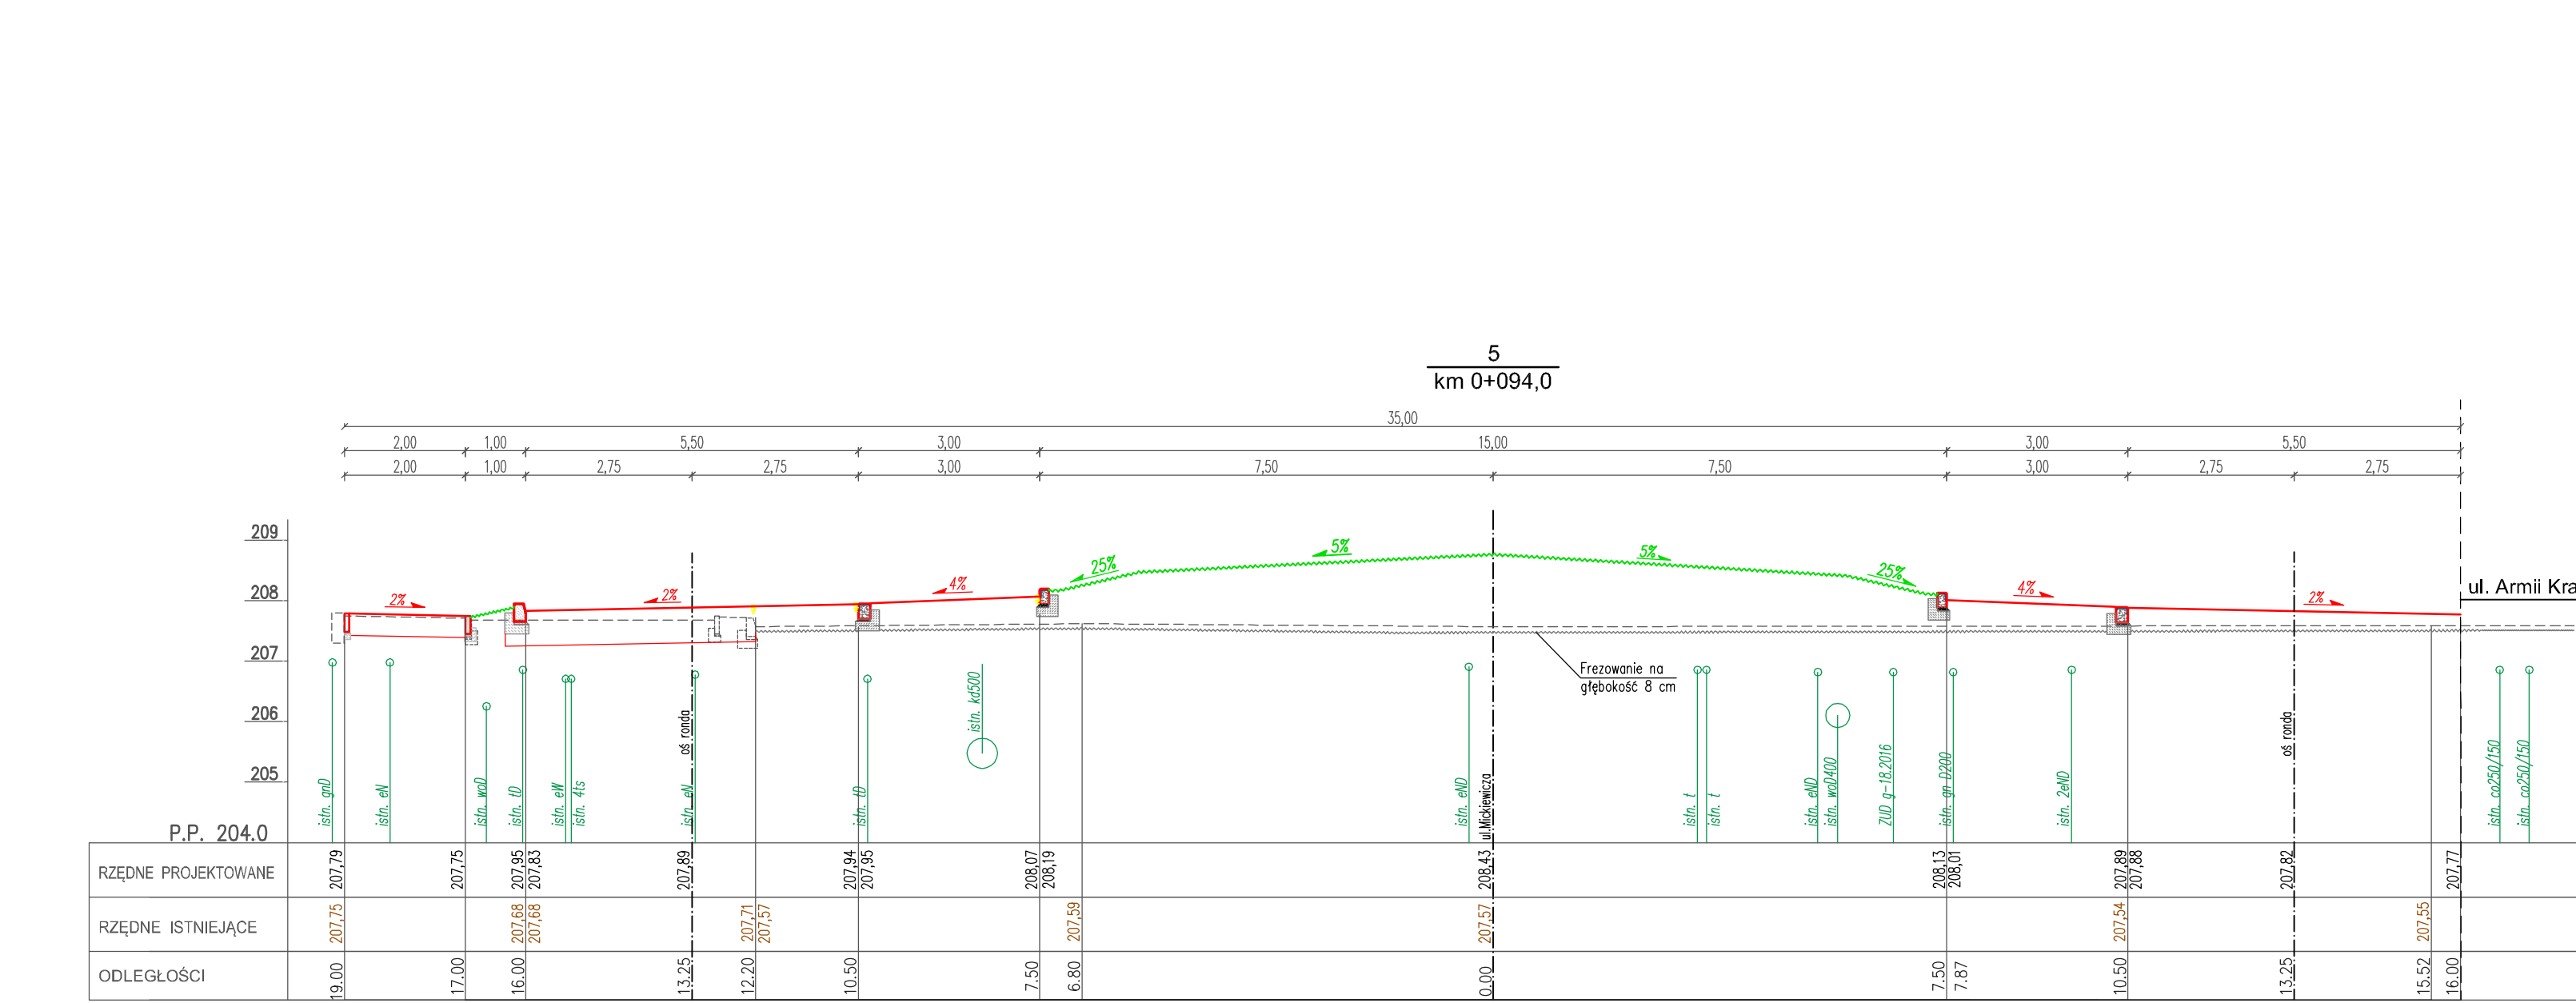 5
km 0+094,0
35,00
2,00 1,00 5,50 3,00 15,00 3,00 5,50
2,00 1,00 2,75 2,75 3,00 7,50 7,50 3,00 2,75 2,75
209
208
207
206
205
P.P. 204.0
2%
2%
4%
25%
5%
5%
25%
4%
2%
ul. Armii Kra
Frezowanie na
głębokość 8 cm
istn. gnD
istn. eN
istn. woD
istn. tD
istn. eW
istn. 4ts
oś ronda
istn. eN
istn. tD
istn. kd500
istn. eND
ul.Mickiewicza
istn. t
istn. t
istn. eND
istn. woD400
ZUD g-18.2016
istn. gn D200
istn. 2eND
oś ronda
istn. co250/150
istn. co250/150
RZĘDNE PROJEKTOWANE 207,79 207,75 207,95 207,83 207,89 207,94 207,95 208,07 208,19 208,43 208,13 208,01 207,89 207,88 207,82 207,77
RZĘDNE ISTNIEJĄCE 207,75 207,68 207,68 207,71 207,57 207,59 207,57 207,54 207,55
ODLEGŁOŚCI 19.00 17.00 16.00 13.25 12.20 10.50 7.50 6.80 0.00 7.50 7.87 10.50 13.25 15.52 16.00